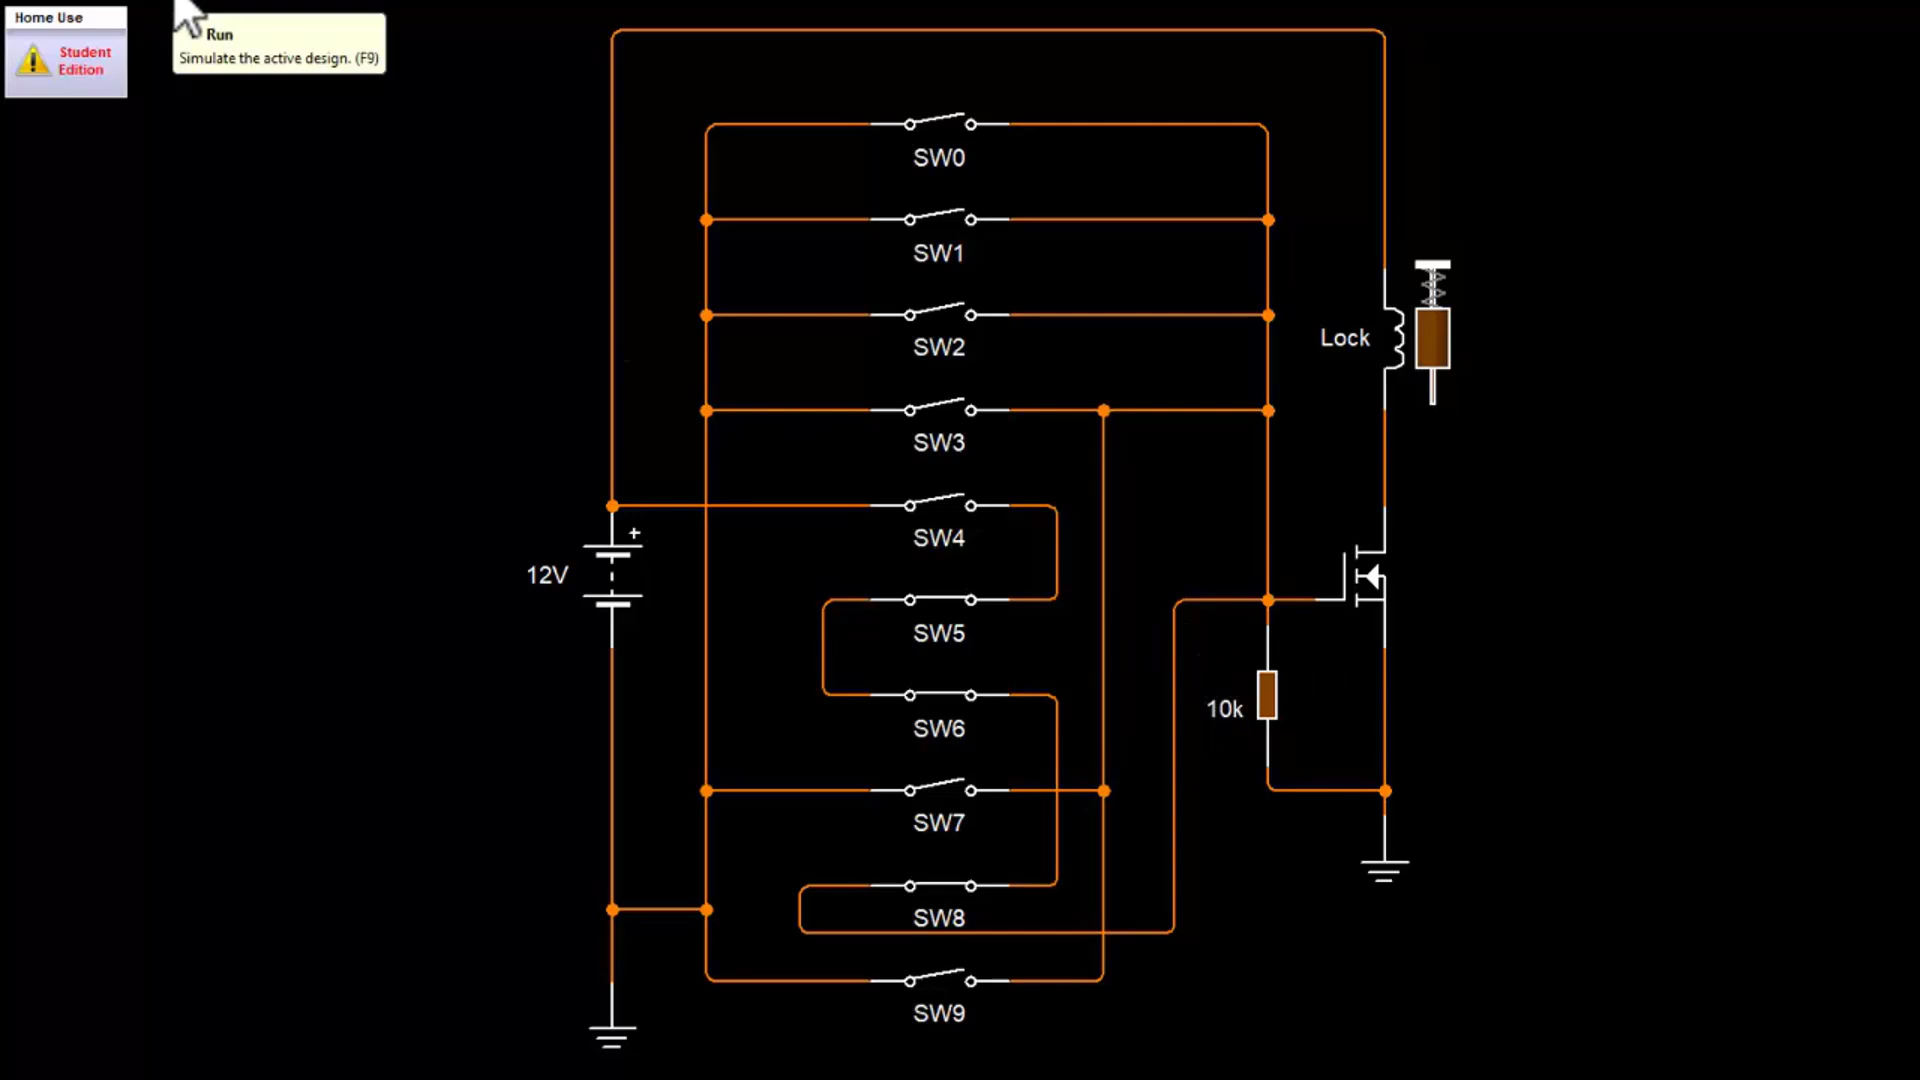 Home Use
Student
Edition
Run
Simulate the active design. (F9)
SW0
SW1
SW2
Lock
SW3
+
SW4
12V
SW5
SW6
10k
SW7
SW8
SW9